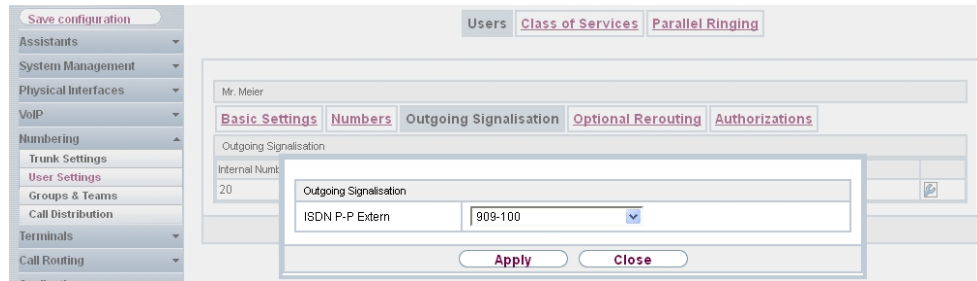 Save configuration
Users Class of Services Parallel Ringing
Assistants
System Management
Physical Interfaces
VoIP
Numbering
Trunk Settings
User Settings
Groups & Teams
Call Distribution
Terminals
Call Routing
Mr. Meier
Basic Settings Numbers Outgoing Signalisation Optional Rerouting Authorizations
Outgoing Signalisation
Internal
20
Outgoing Signalisation
ISDN P-P Extern 909-100
Apply Close